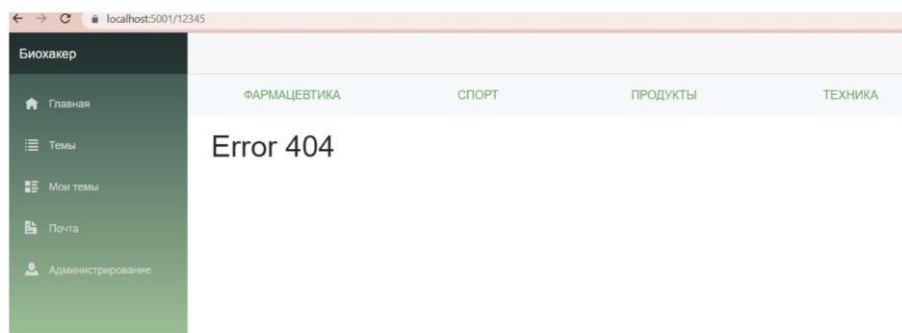 localhost:5001/12345
Биохакер
ФАРМАЦЕВТИКА СПОРТ ПРОДУКТЫ ТЕХНИКА
Главная
Error 404
Темы
Мои темы
Почта
Администрирование